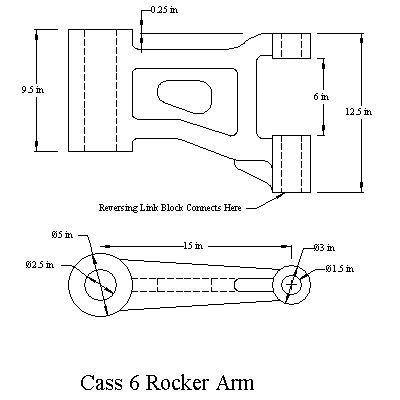 0.25 in
9.5 in
6 in
12.5 in
Reversing Link Block Connects Here
Ø5 in
15 in
Ø3 in
Ø2.5 in
Ø1.5 in
Cass 6 Rocker Arm